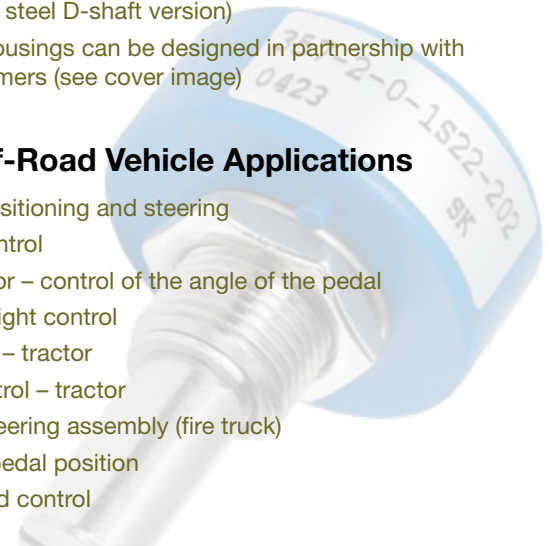 steel D-shaft version)
ousings can be designed in partnership with
mers (see cover image)
f-Road Vehicle Applications
sitioning and steering
ntrol
or – control of the angle of the pedal
ight control
– tractor
trol – tractor
eering assembly (fire truck)
pedal position
d control
357-2-0-1S22-202
0423
SK